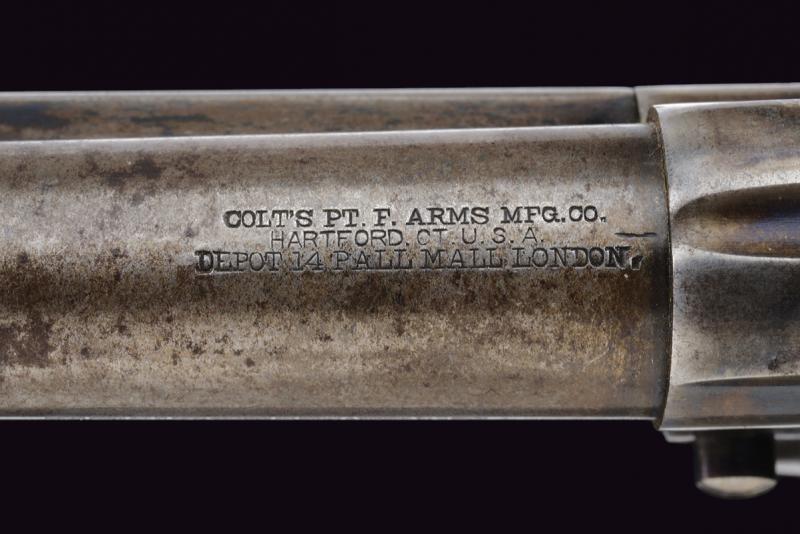 COLT'S PT. F. ARMS MFG. CO.
HARTFORD. CT. U. S. A.
DEPOT 14 PALL MALL LONDON.